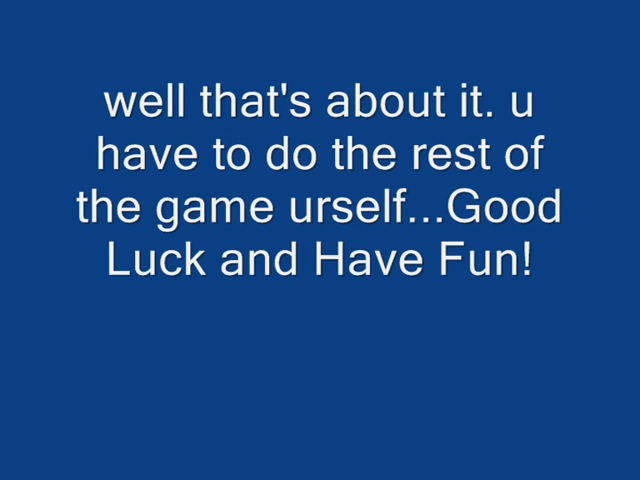 well that's about it. u
have to do the rest of
the game urself...Good
Luck and Have Fun!